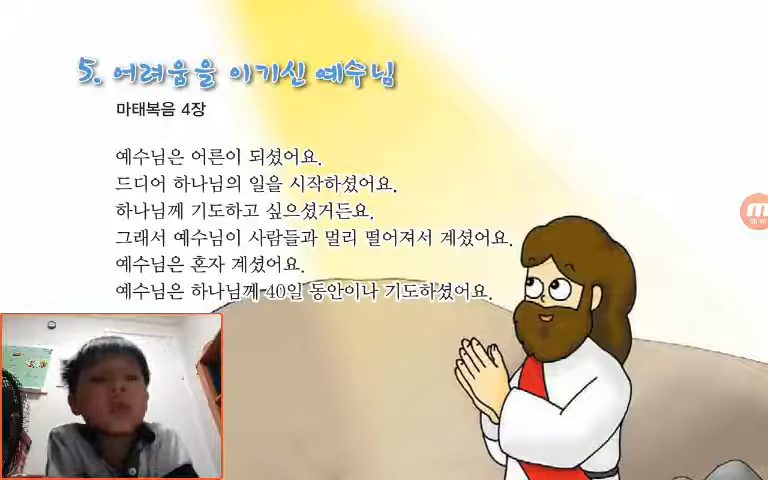 5. 어려움을 이기신 예수님
마태복음 4장
예수님은 어른이 되셨어요.
드디어 하나님의 일을 시작하셨어요.
하나님께 기도하고 싶으셨거든요.
그래서 예수님이 사람들과 멀리 떨어져서 계셨어요.
예수님은 혼자 계셨어요.
예수님은 하나님께 40일 동안이나 기도하셨어요.